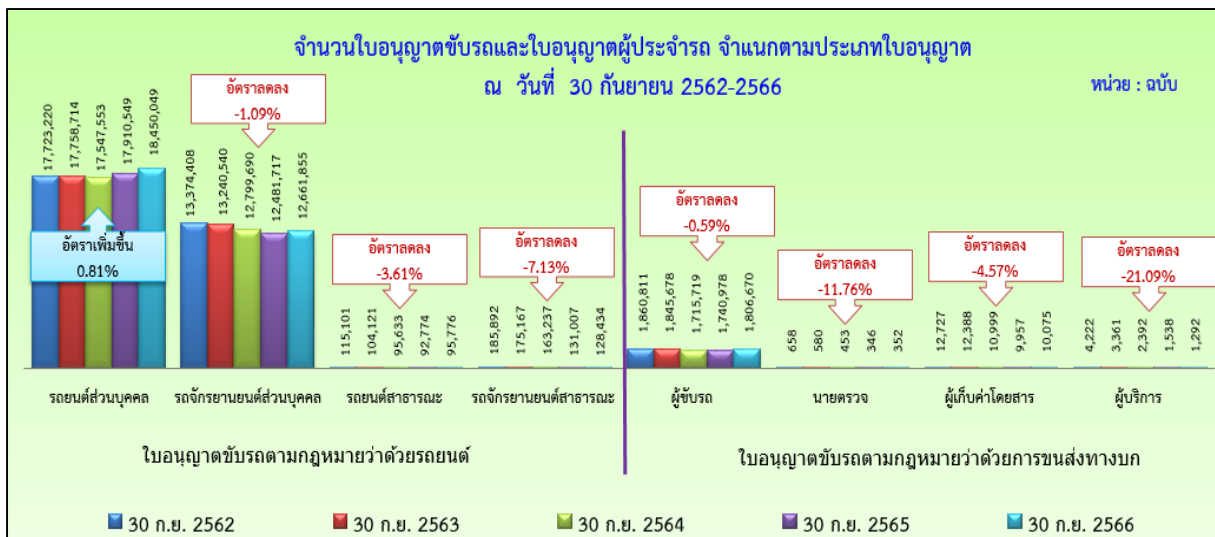 จำนวนใบอนุญาตขับรถและใบอนุญาตผู้ประจำรถ จำแนกตามประเภทใบอนุญาต
ณ วันที่ 30 กันยายน 2562-2566
หน่วย : ฉบับ
17,723,220
17,758,714
17,547,553
17,910,549
18,450,049
อัตราเพิ่มขึ้น
0.81%
อัตราลดลง
-1.09%
13,374,408
13,240,540
12,799,690
12,481,717
12,661,855
อัตราลดลง
-3.61%
115,101
104,121
95,633
92,774
95,776
อัตราลดลง
-7.13%
185,892
175,167
163,237
131,007
128,434
อัตราลดลง
-0.59%
1,860,811
1,845,678
1,715,719
1,740,978
1,806,670
อัตราลดลง
-11.76%
658
580
453
346
352
อัตราลดลง
-4.57%
12,727
12,388
10,999
9,957
10,075
อัตราลดลง
-21.09%
4,222
3,361
2,392
1,538
1,292
รถยนต์ส่วนบุคคล
รถจักรยานยนต์ส่วนบุคคล
รถยนต์สาธารณะ
รถจักรยานยนต์สาธารณะ
ผู้ขับรถ
นายตรวจ
ผู้เก็บค่าโดยสาร
ผู้บริการ
ใบอนุญาตขับรถตามกฎหมายว่าด้วยรถยนต์
ใบอนุญาตขับรถตามกฎหมายว่าด้วยการขนส่งทางบก
30 ก.ย. 2562
30 ก.ย. 2563
30 ก.ย. 2564
30 ก.ย. 2565
30 ก.ย. 2566